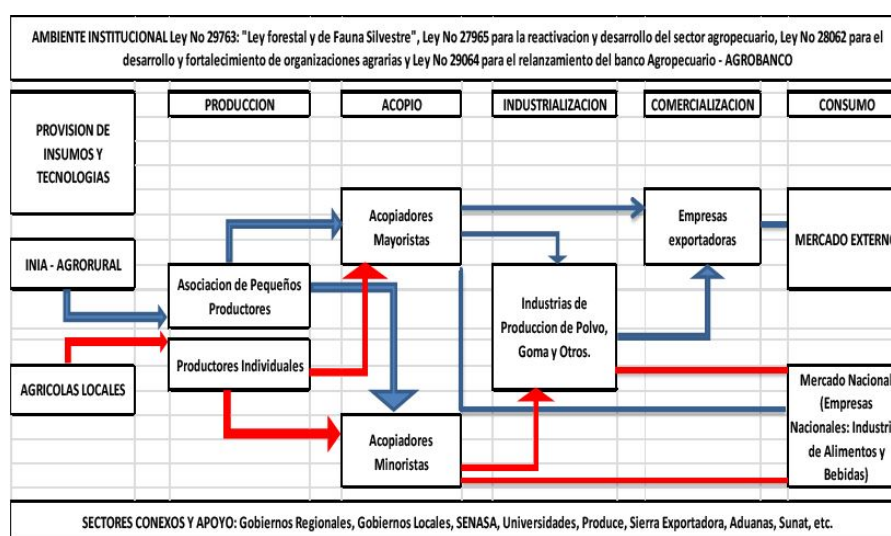 AMBIENTE INSTITUCIONAL Ley No 29763: "Ley forestal y de Fauna Silvestre", Ley No 27965 para la reactivacion y desarrollo del sector agropecuario, Ley No 28062 para el
desarrollo y fortalecimiento de organizaciones agrarias y Ley No 29064 para el relanzamiento del banco Agropecuario - AGROBANCO
PROVISION DE
INSUMOS Y
TECNOLOGIAS
PRODUCCION
ACOPIO
INDUSTRIALIZACION
COMERCIALIZACION
CONSUMO
INIA - AGRORURAL
AGRICOLAS LOCALES
Asociacion de Pequeños
Productores
Productores Individuales
Acopiadores
Mayoristas
Acopiadores
Minoristas
Industrias de
Produccion de Polvo,
Goma y Otros.
Empresas
exportadoras
MERCADO EXTERNO
Mercado Nacional
(Empresas
Nacionales: Industri
de Alimentos y
Bebidas)
SECTORES CONEXOS Y APOYO: Gobiernos Regionales, Gobiernos Locales, SENASA, Universidades, Produce, Sierra Exportadora, Aduanas, Sunat, etc.